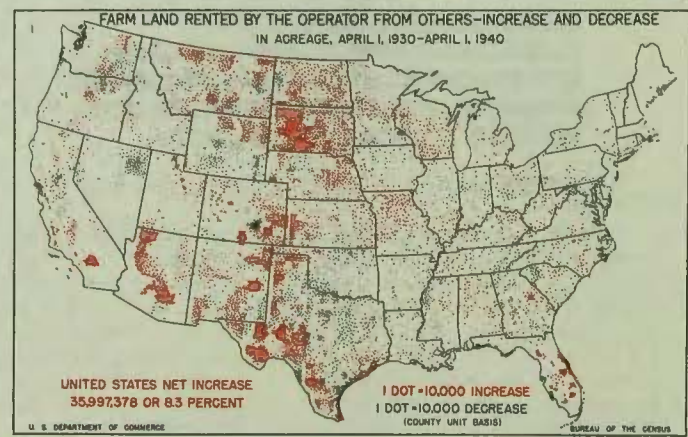 FARM LAND RENTED BY THE OPERATOR FROM OTHERS-INCREASE AND DECREASE
IN ACREAGE, APRIL 1, 1930-APRIL 1, 1940
UNITED STATES NET INCREASE
35,997,378 OR 8.3 PERCENT
1 DOT=10,000 INCREASE
1 DOT=10,000 DECREASE
(COUNTY UNIT BASIS)
U. S. DEPARTMENT OF COMMERCE
BUREAU OF THE CENSUS